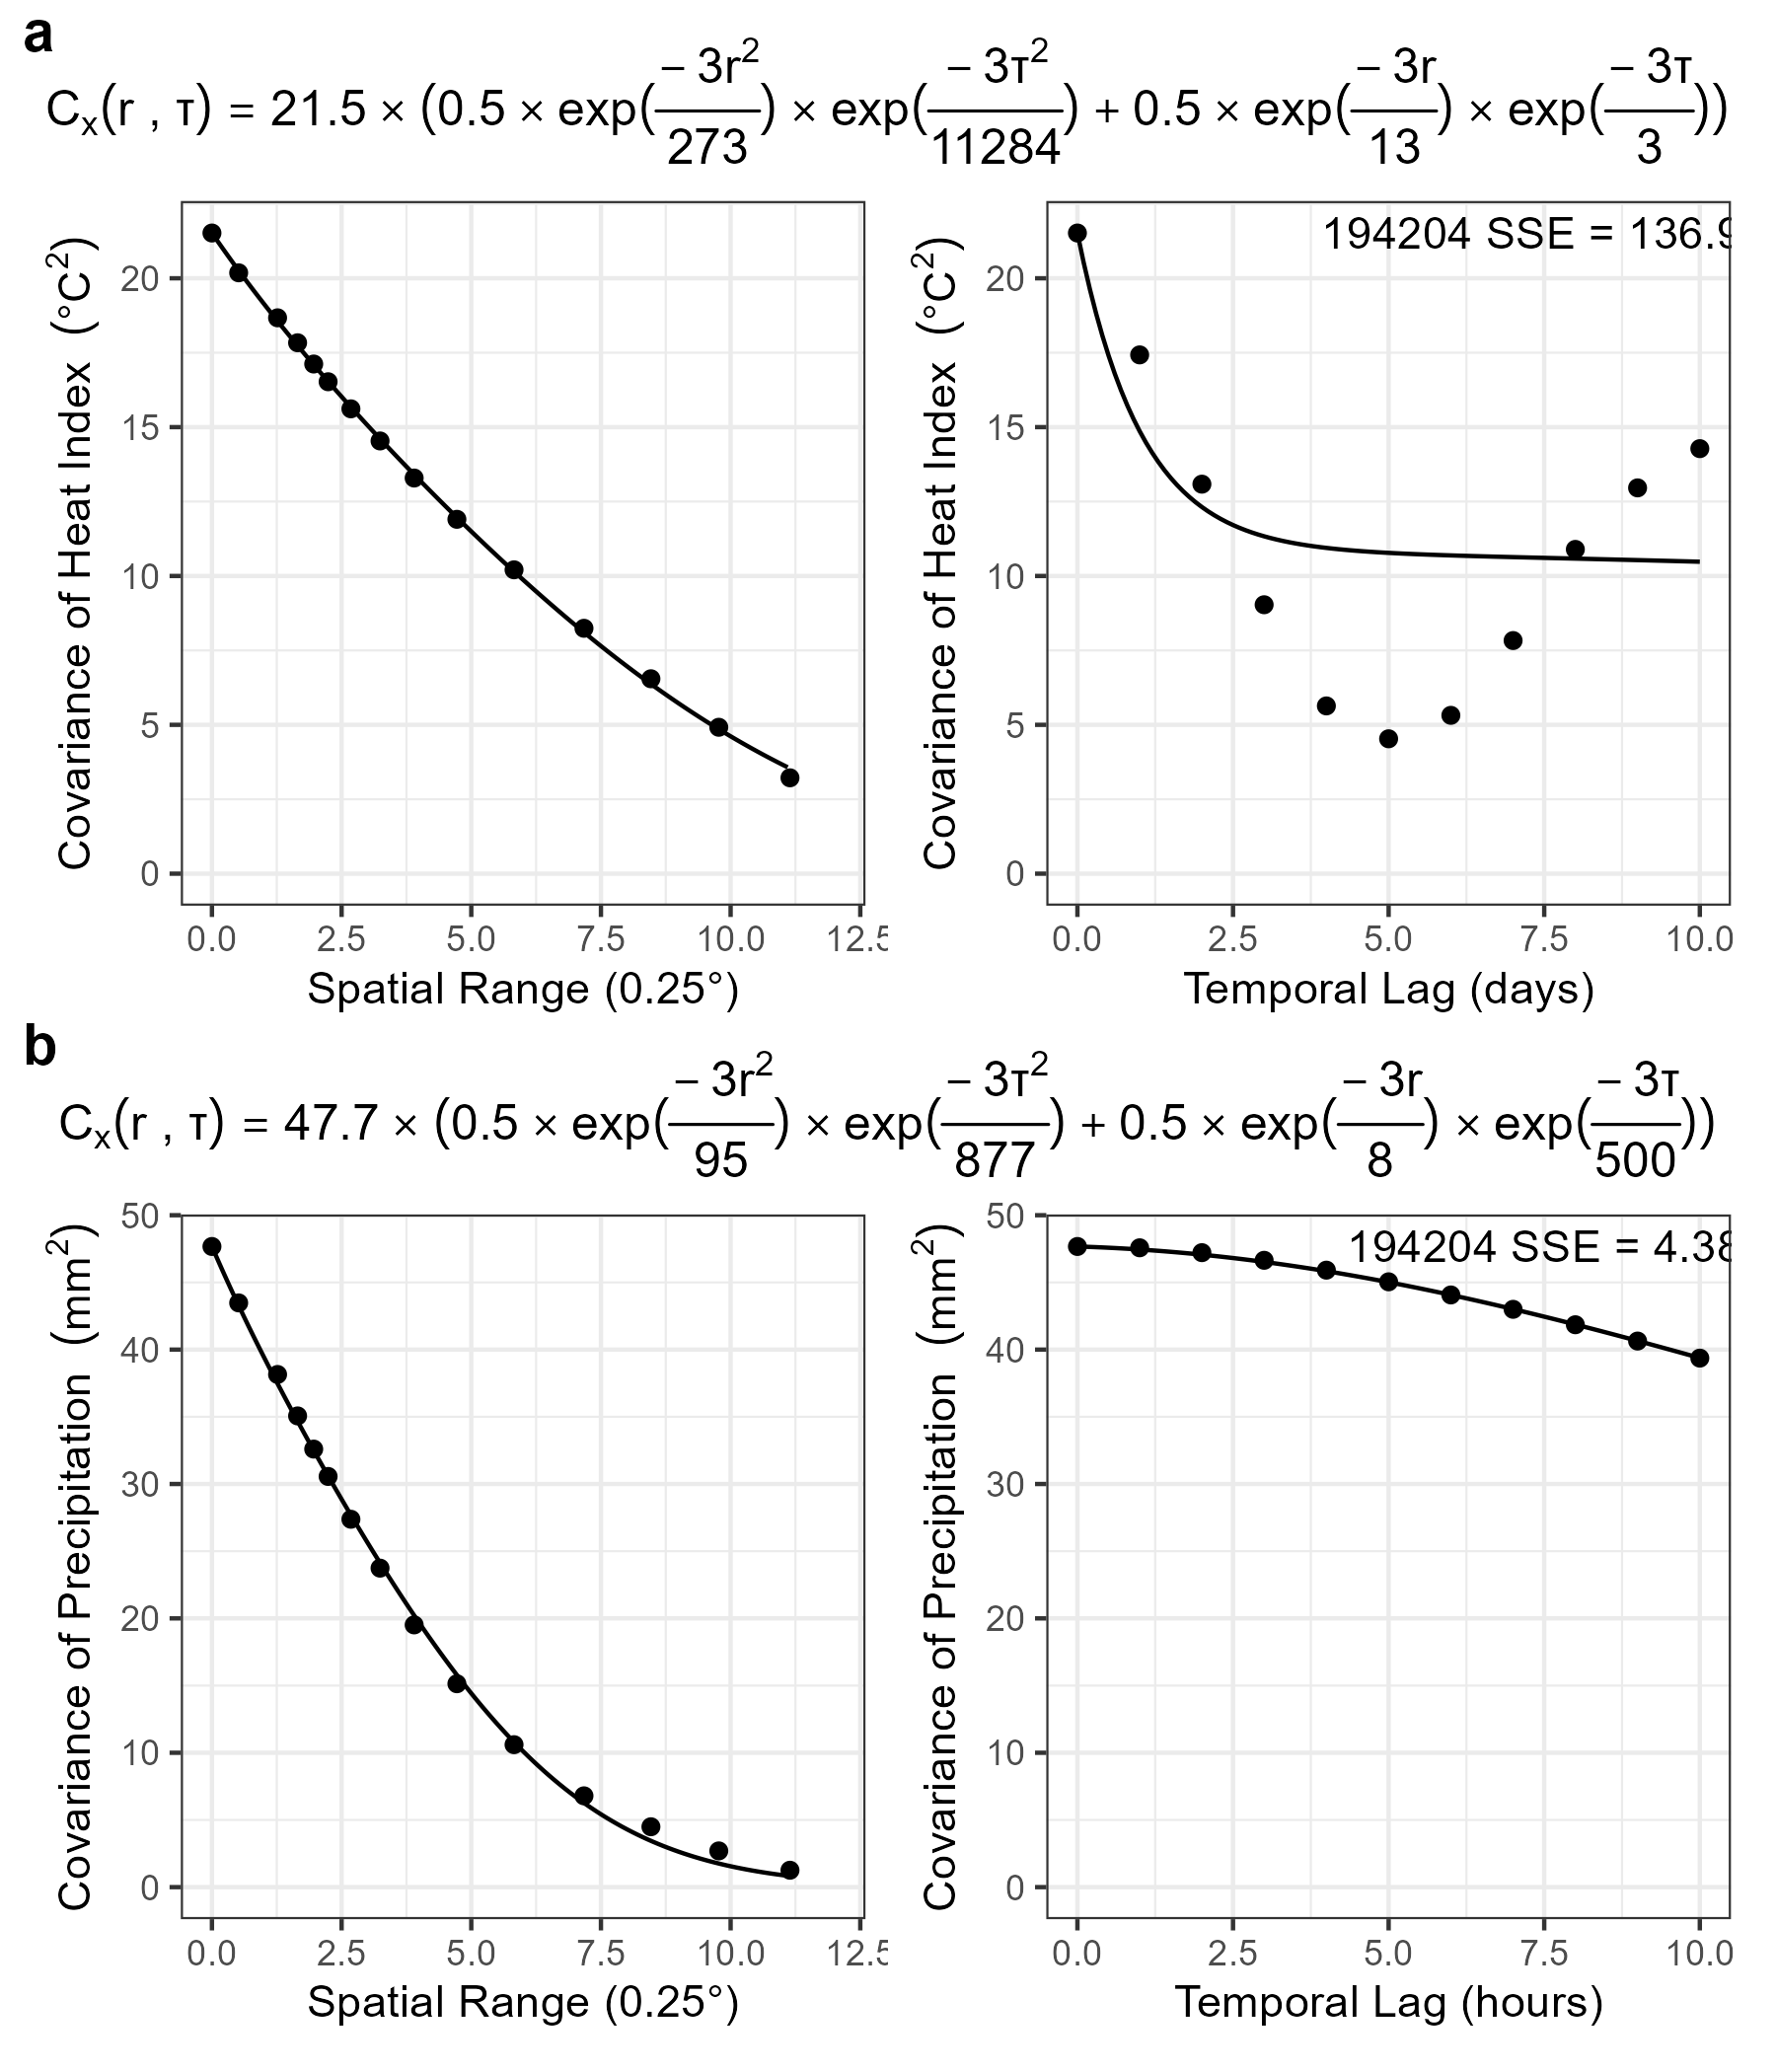 a
Cₓ(r , τ) = 21.5 × (0.5 × exp(− 3r² / 273) × exp(− 3τ² / 11284) + 0.5 × exp(− 3r / 13) × exp(− 3τ / 3))
Covariance of Heat Index (°C²)
20
15
10
5
0
0.0 2.5 5.0 7.5 10.0 12.5
Spatial Range (0.25°)
Covariance of Heat Index (°C²)
194204 SSE = 136.9
20
15
10
5
0
0.0 2.5 5.0 7.5 10.0
Temporal Lag (days)
b
Cₓ(r , τ) = 47.7 × (0.5 × exp(− 3r² / 95) × exp(− 3τ² / 877) + 0.5 × exp(− 3r / 8) × exp(− 3τ / 500))
Covariance of Precipitation (mm²)
50
40
30
20
10
0
0.0 2.5 5.0 7.5 10.0 12.5
Spatial Range (0.25°)
Covariance of Precipitation (mm²)
194204 SSE = 4.38
50
40
30
20
10
0
0.0 2.5 5.0 7.5 10.0
Temporal Lag (hours)